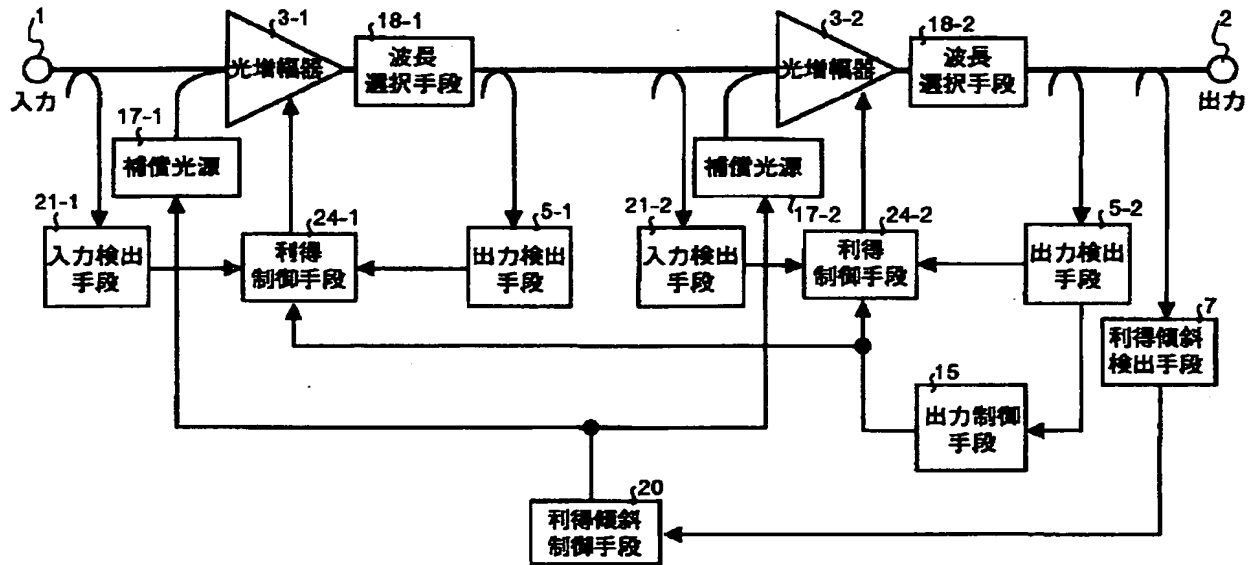 1
3-1
18-1
3-2
18-2
2
光増幅器
波長
選択手段
光増幅器
波長
選択手段
入力
出力
17-1
補償光源
補償光源
21-1
24-1
5-1
21-2
17-2
24-2
5-2
入力検出
手段
利得
制御手段
出力検出
手段
入力検出
手段
利得
制御手段
出力検出
手段
7
利得傾斜
検出手段
15
出力制御
手段
20
利得傾斜
制御手段